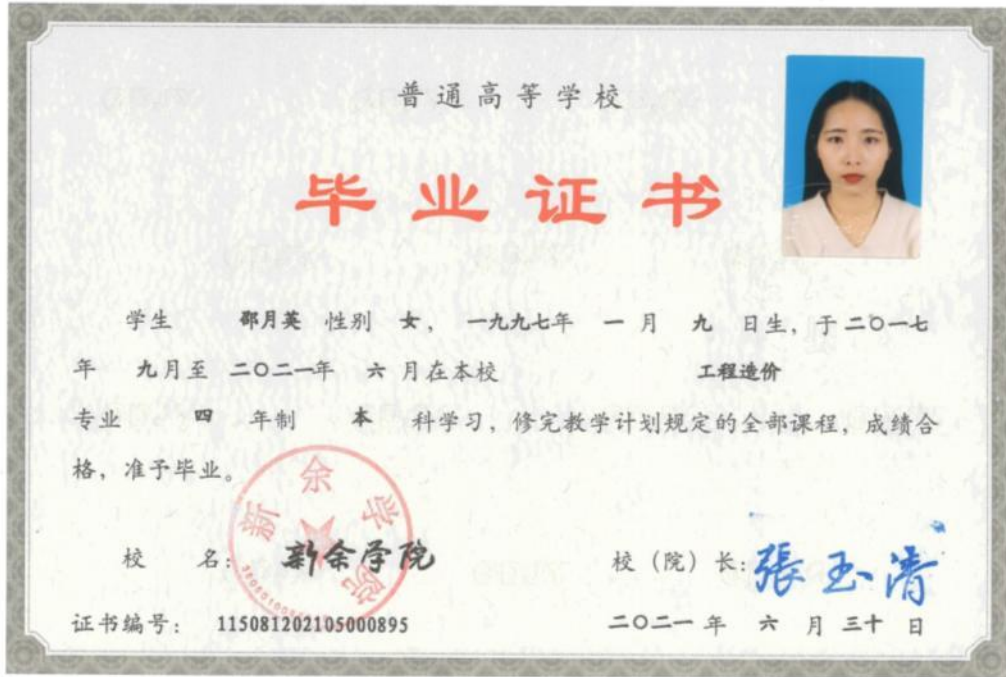 普通高等学校
毕业证书
学生 邵月英 性别 女， 一九九七年 一 月 九 日生，于 二〇一七
年 九月至 二〇二一年 六 月在本校 工程造价
专业 四 年制 本 科学习，修完教学计划规定的全部课程，成绩合
格，准予毕业。
新余学院
校 名： 新余学院
校（院）长： 張玉清
证书编号： 115081202105000895
二〇二一 年 六 月 三十 日